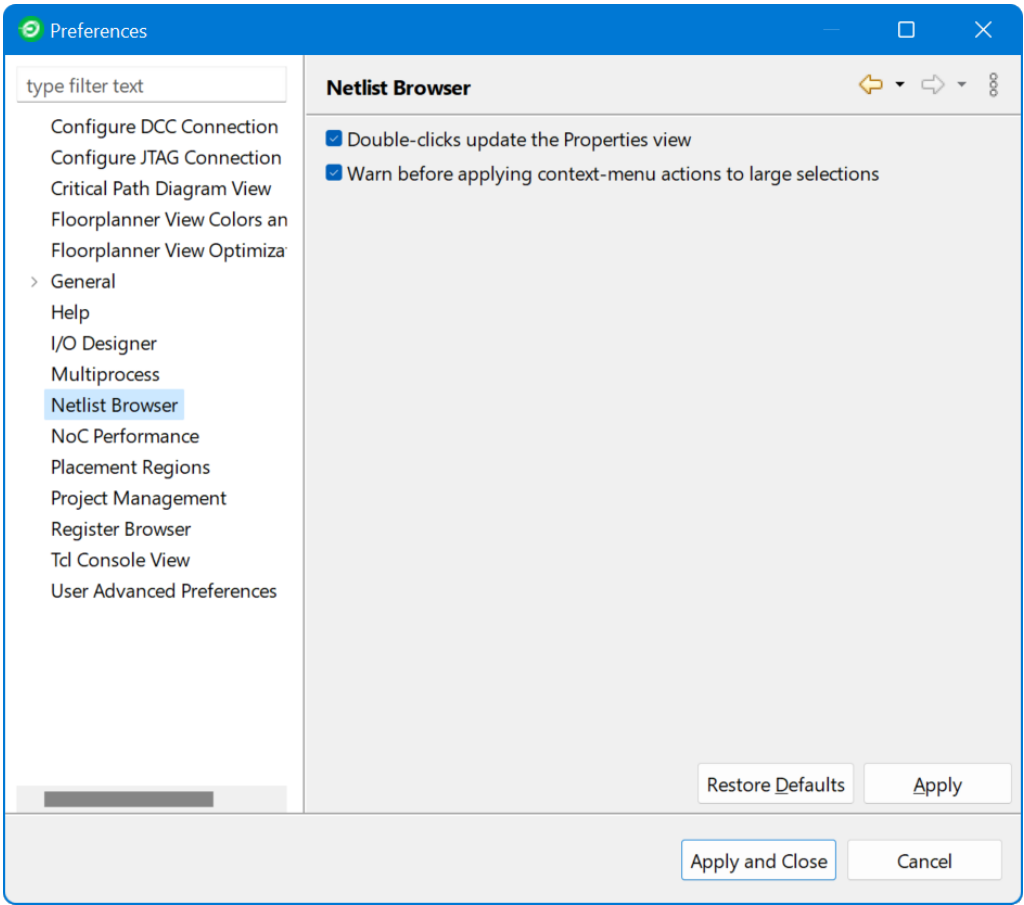 Preferences
type filter text
Configure DCC Connection
Configure JTAG Connection
Critical Path Diagram View
Floorplanner View Colors an
Floorplanner View Optimiza
General
Help
I/O Designer
Multiprocess
Netlist Browser
NoC Performance
Placement Regions
Project Management
Register Browser
Tcl Console View
User Advanced Preferences
Netlist Browser
Double-clicks update the Properties view
Warn before applying context-menu actions to large selections
Restore Defaults
Apply
Apply and Close
Cancel